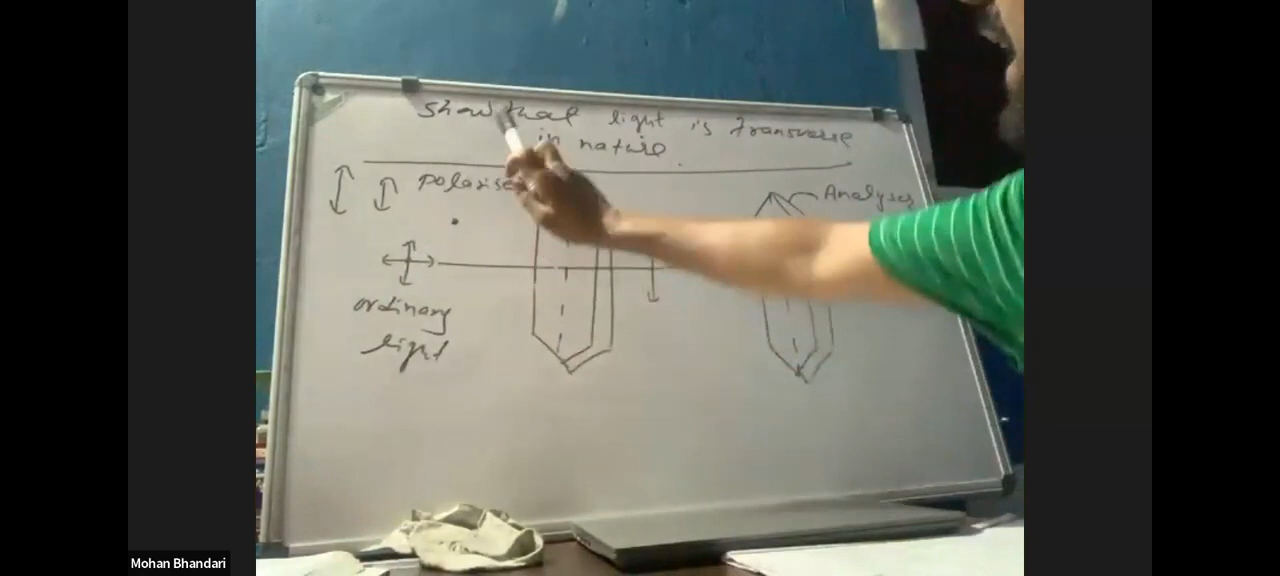 show that light is transverse
in nature.
polarise
Analyser
ordinary
light
Mohan Bhandari